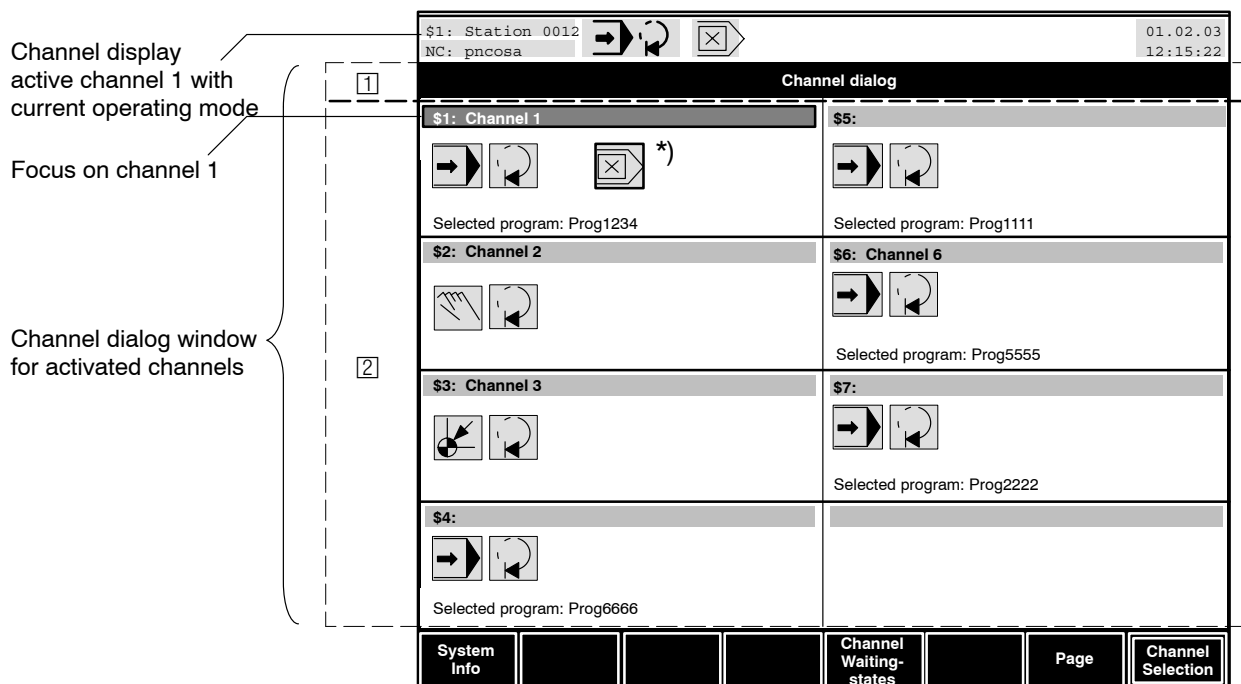 Channel display
active channel 1 with
current operating mode
Focus on channel 1
Channel dialog window
for activated channels
1
2
$1: Station 0012
NC: pncosa
01.02.03
12:15:22
Channel dialog
$1: Channel 1
*)
Selected program: Prog1234
$5:
Selected program: Prog1111
$2: Channel 2
$6: Channel 6
Selected program: Prog5555
$3: Channel 3
$7:
Selected program: Prog2222
$4:
Selected program: Prog6666
System
Info
Channel
Waiting-
states
Page
Channel
Selection